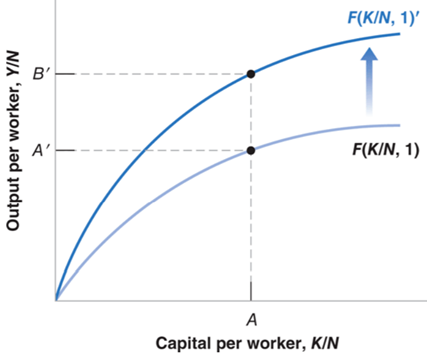 F(K/N, 1)′
Output per worker, Y/N
B′
A′
F(K/N, 1)
A
Capital per worker, K/N